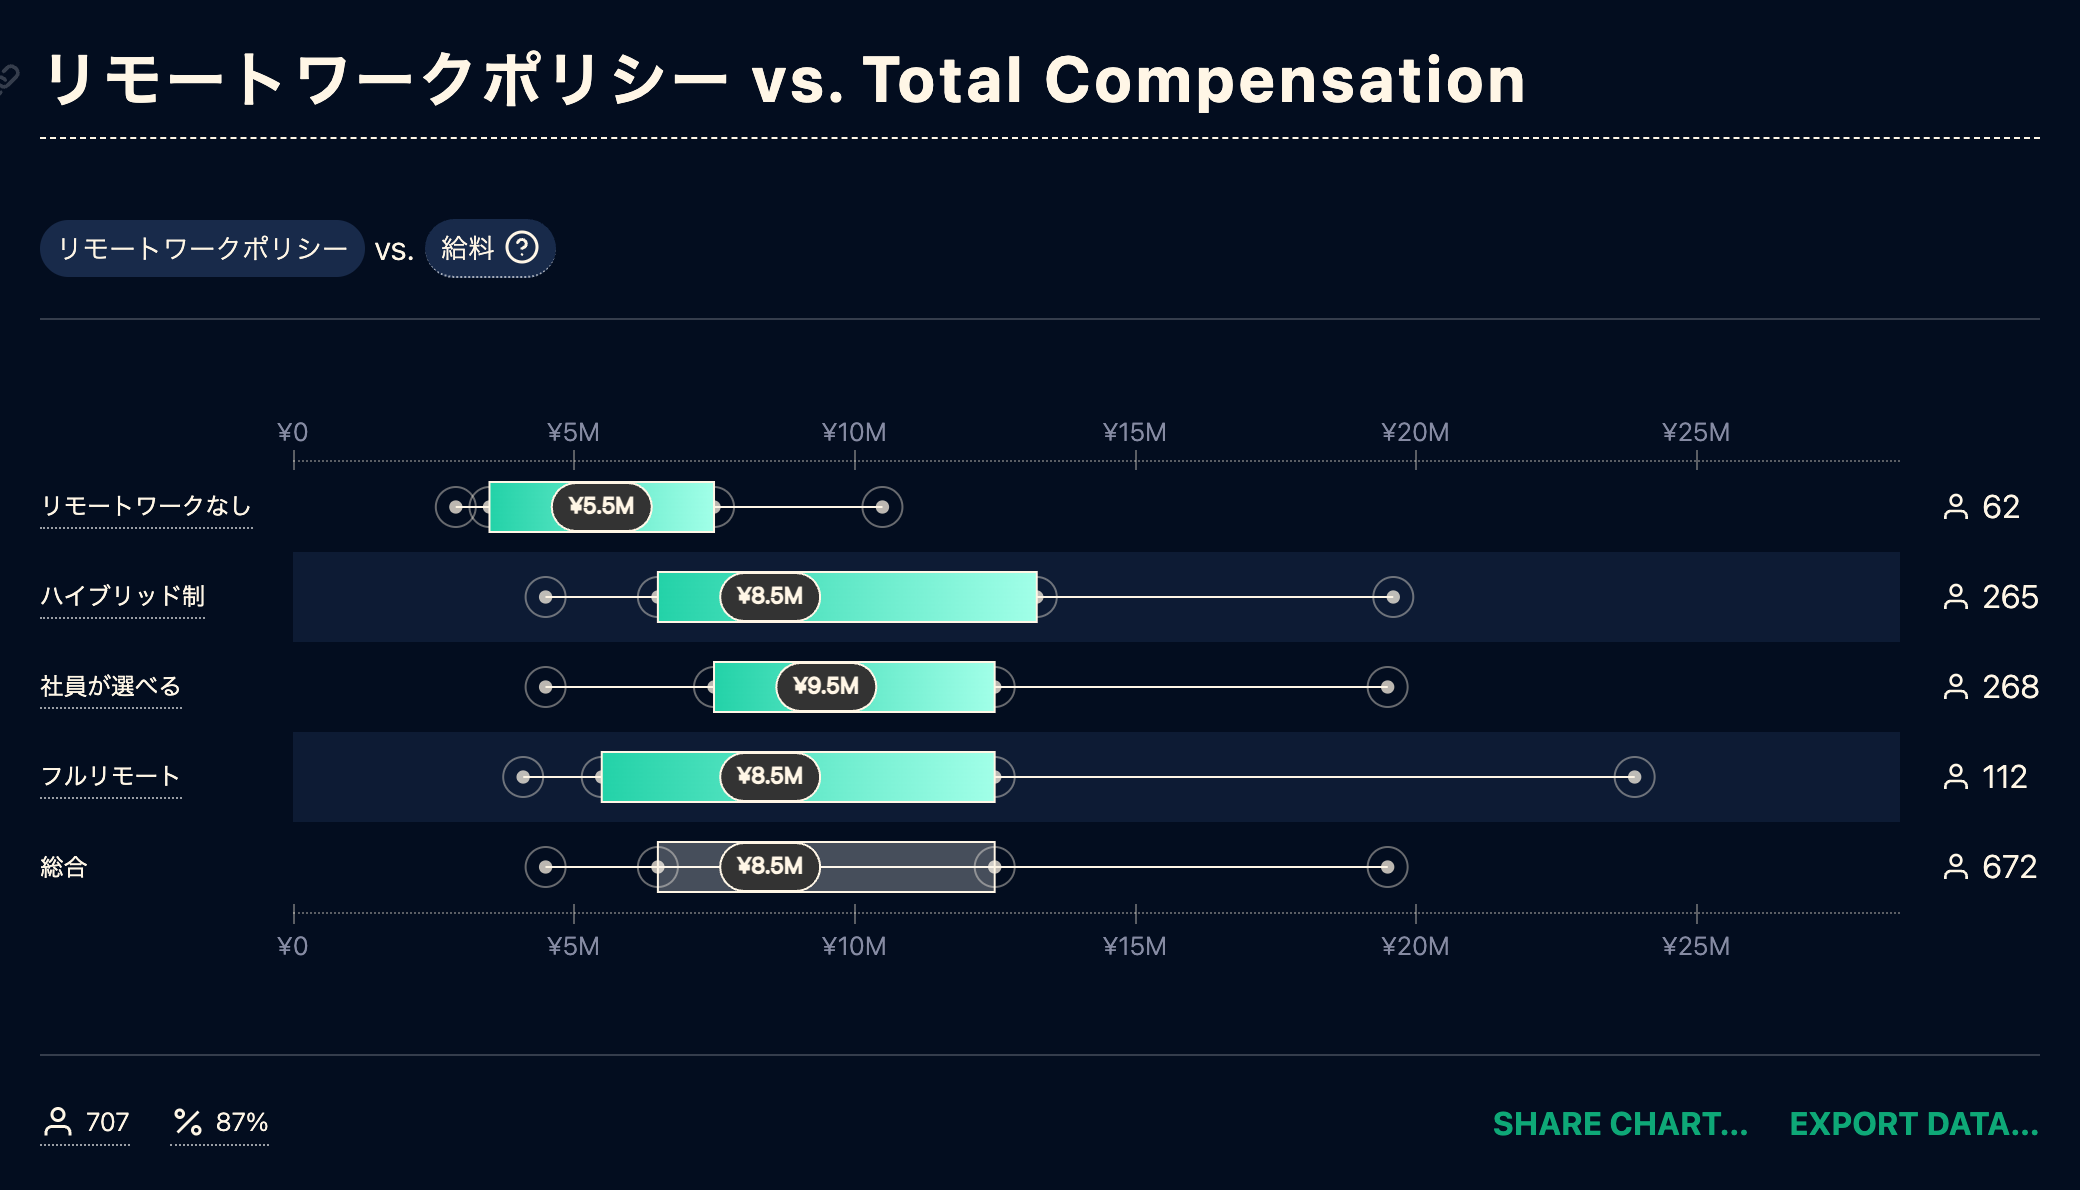 リモートワークポリシー vs. Total Compensation
リモートワークポリシー vs. 給料 ?
¥0 ¥5M ¥10M ¥15M ¥20M ¥25M
リモートワークなし ¥5.5M 62
ハイブリッド制 ¥8.5M 265
社員が選べる ¥9.5M 268
フルリモート ¥8.5M 112
総合 ¥8.5M 672
¥0 ¥5M ¥10M ¥15M ¥20M ¥25M
707 87% SHARE CHART... EXPORT DATA...